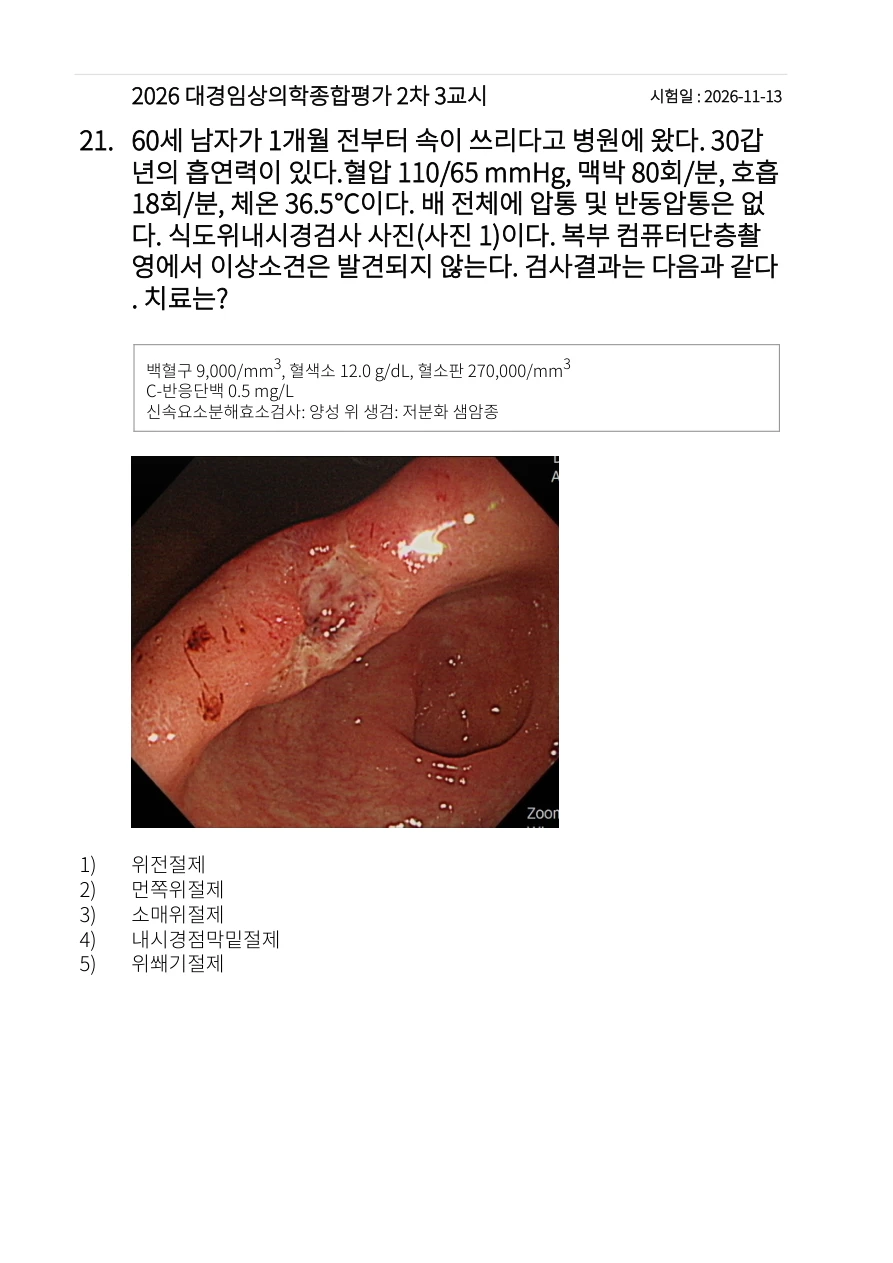 2026 대경임상의학종합평가 2차 3교시
시험일 : 2026-11-13
21. 60세 남자가 1개월 전부터 속이 쓰리다고 병원에 왔다. 30갑
년의 흡연력이 있다.혈압 110/65 mmHg, 맥박 80회/분, 호흡
18회/분, 체온 36.5℃이다. 배 전체에 압통 및 반동압통은 없
다. 식도위내시경검사 사진(사진 1)이다. 복부 컴퓨터단층촬
영에서 이상소견은 발견되지 않는다. 검사결과는 다음과 같다
. 치료는?
백혈구 9,000/mm³, 혈색소 12.0 g/dL, 혈소판 270,000/mm³
C-반응단백 0.5 mg/L
신속요소분해효소검사: 양성 위 생검: 저분화 샘암종
A
Zoom
1) 위전절제
2) 먼쪽위절제
3) 소매위절제
4) 내시경점막밑절제
5) 위쐐기절제